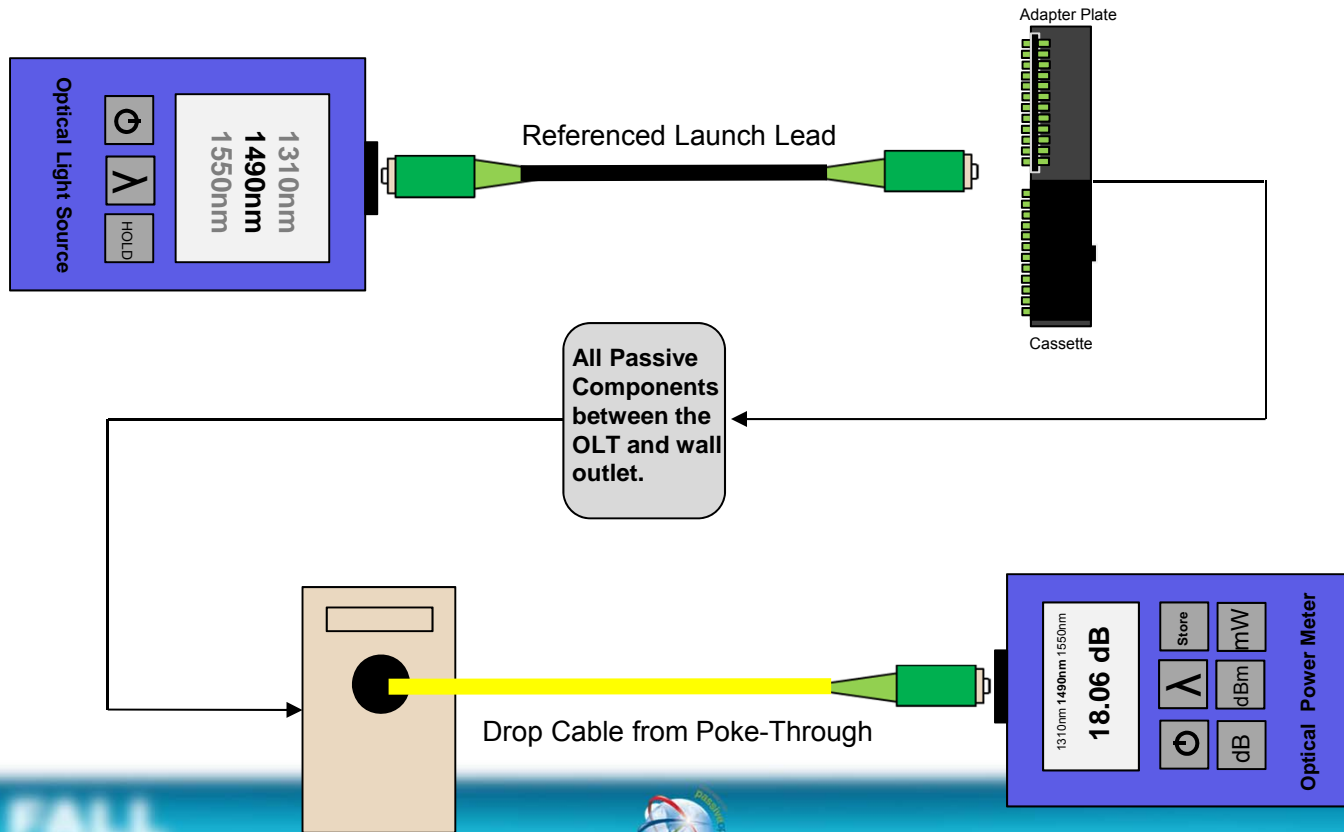 Adapter Plate
Optical Light Source
HOLD
1310nm
1490nm
1550nm
Referenced Launch Lead
Cassette
All Passive
Components
between the
OLT and wall
outlet.
Drop Cable from Poke-Through
1310nm 1490nm 1550nm
18.06 dB
Store
mW
λ
dBm
dB
Optical Power Meter
FALL